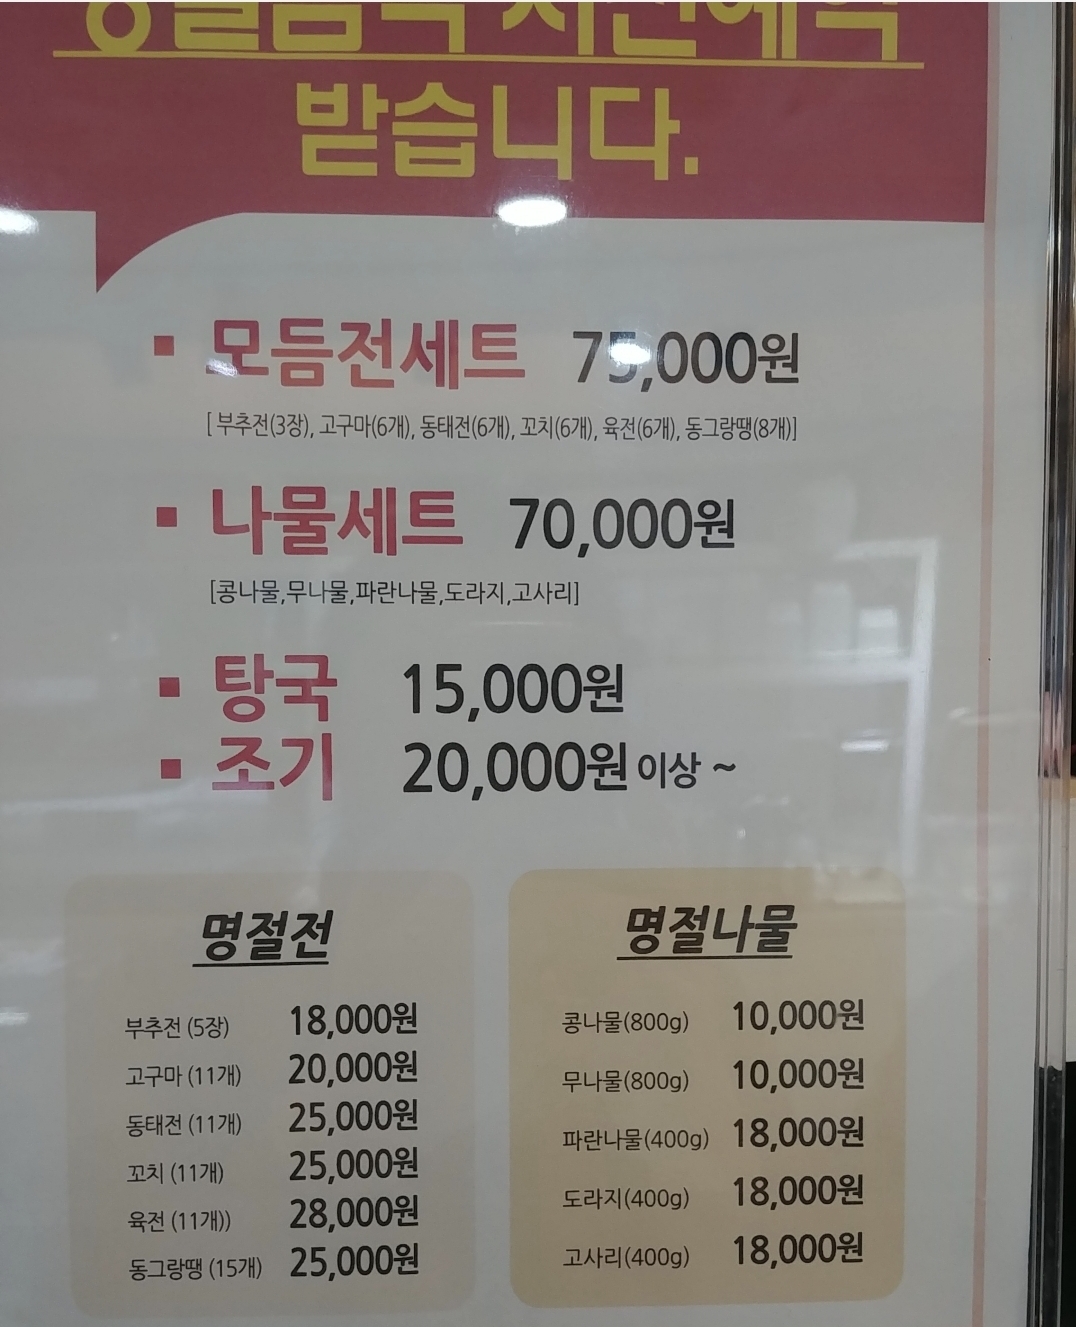 받습니다.
▪ 모듬전세트 75,000원
[ 부추전(3장), 고구마(6개), 동태전(6개), 꼬치(6개), 육전(6개), 동그랑땡(8개)]
▪ 나물세트 70,000원
[콩나물,무나물,파란나물,도라지,고사리]
▪ 탕국 15,000원
▪ 조기 20,000원 이상 ~
명절전
부추전 (5장) 18,000원
고구마 (11개) 20,000원
동태전 (11개) 25,000원
꼬치 (11개) 25,000원
육전 (11개)) 28,000원
동그랑땡 (15개) 25,000원
명절나물
콩나물(800g) 10,000원
무나물(800g) 10,000원
파란나물(400g) 18,000원
도라지(400g) 18,000원
고사리(400g) 18,000원